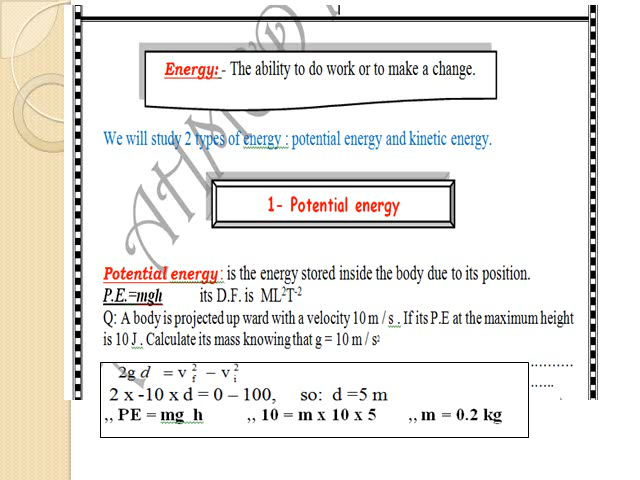 Energy: - The ability to do work or to make a change.
We will study 2 types of energy : potential energy and kinetic energy.
1- Potential energy
Potential energy : is the energy stored inside the body due to its position.
P.E.=mgh its D.F. is ML²T⁻²
Q: A body is projected up ward with a velocity 10 m / s . If its P.E at the maximum height
is 10 J . Calculate its mass knowing that g = 10 m / s²
2g d = v f 2 – v i 2
2 x -10 x d = 0 – 100, so: d =5 m
,, PE = mg h ,, 10 = m x 10 x 5 ,, m = 0.2 kg